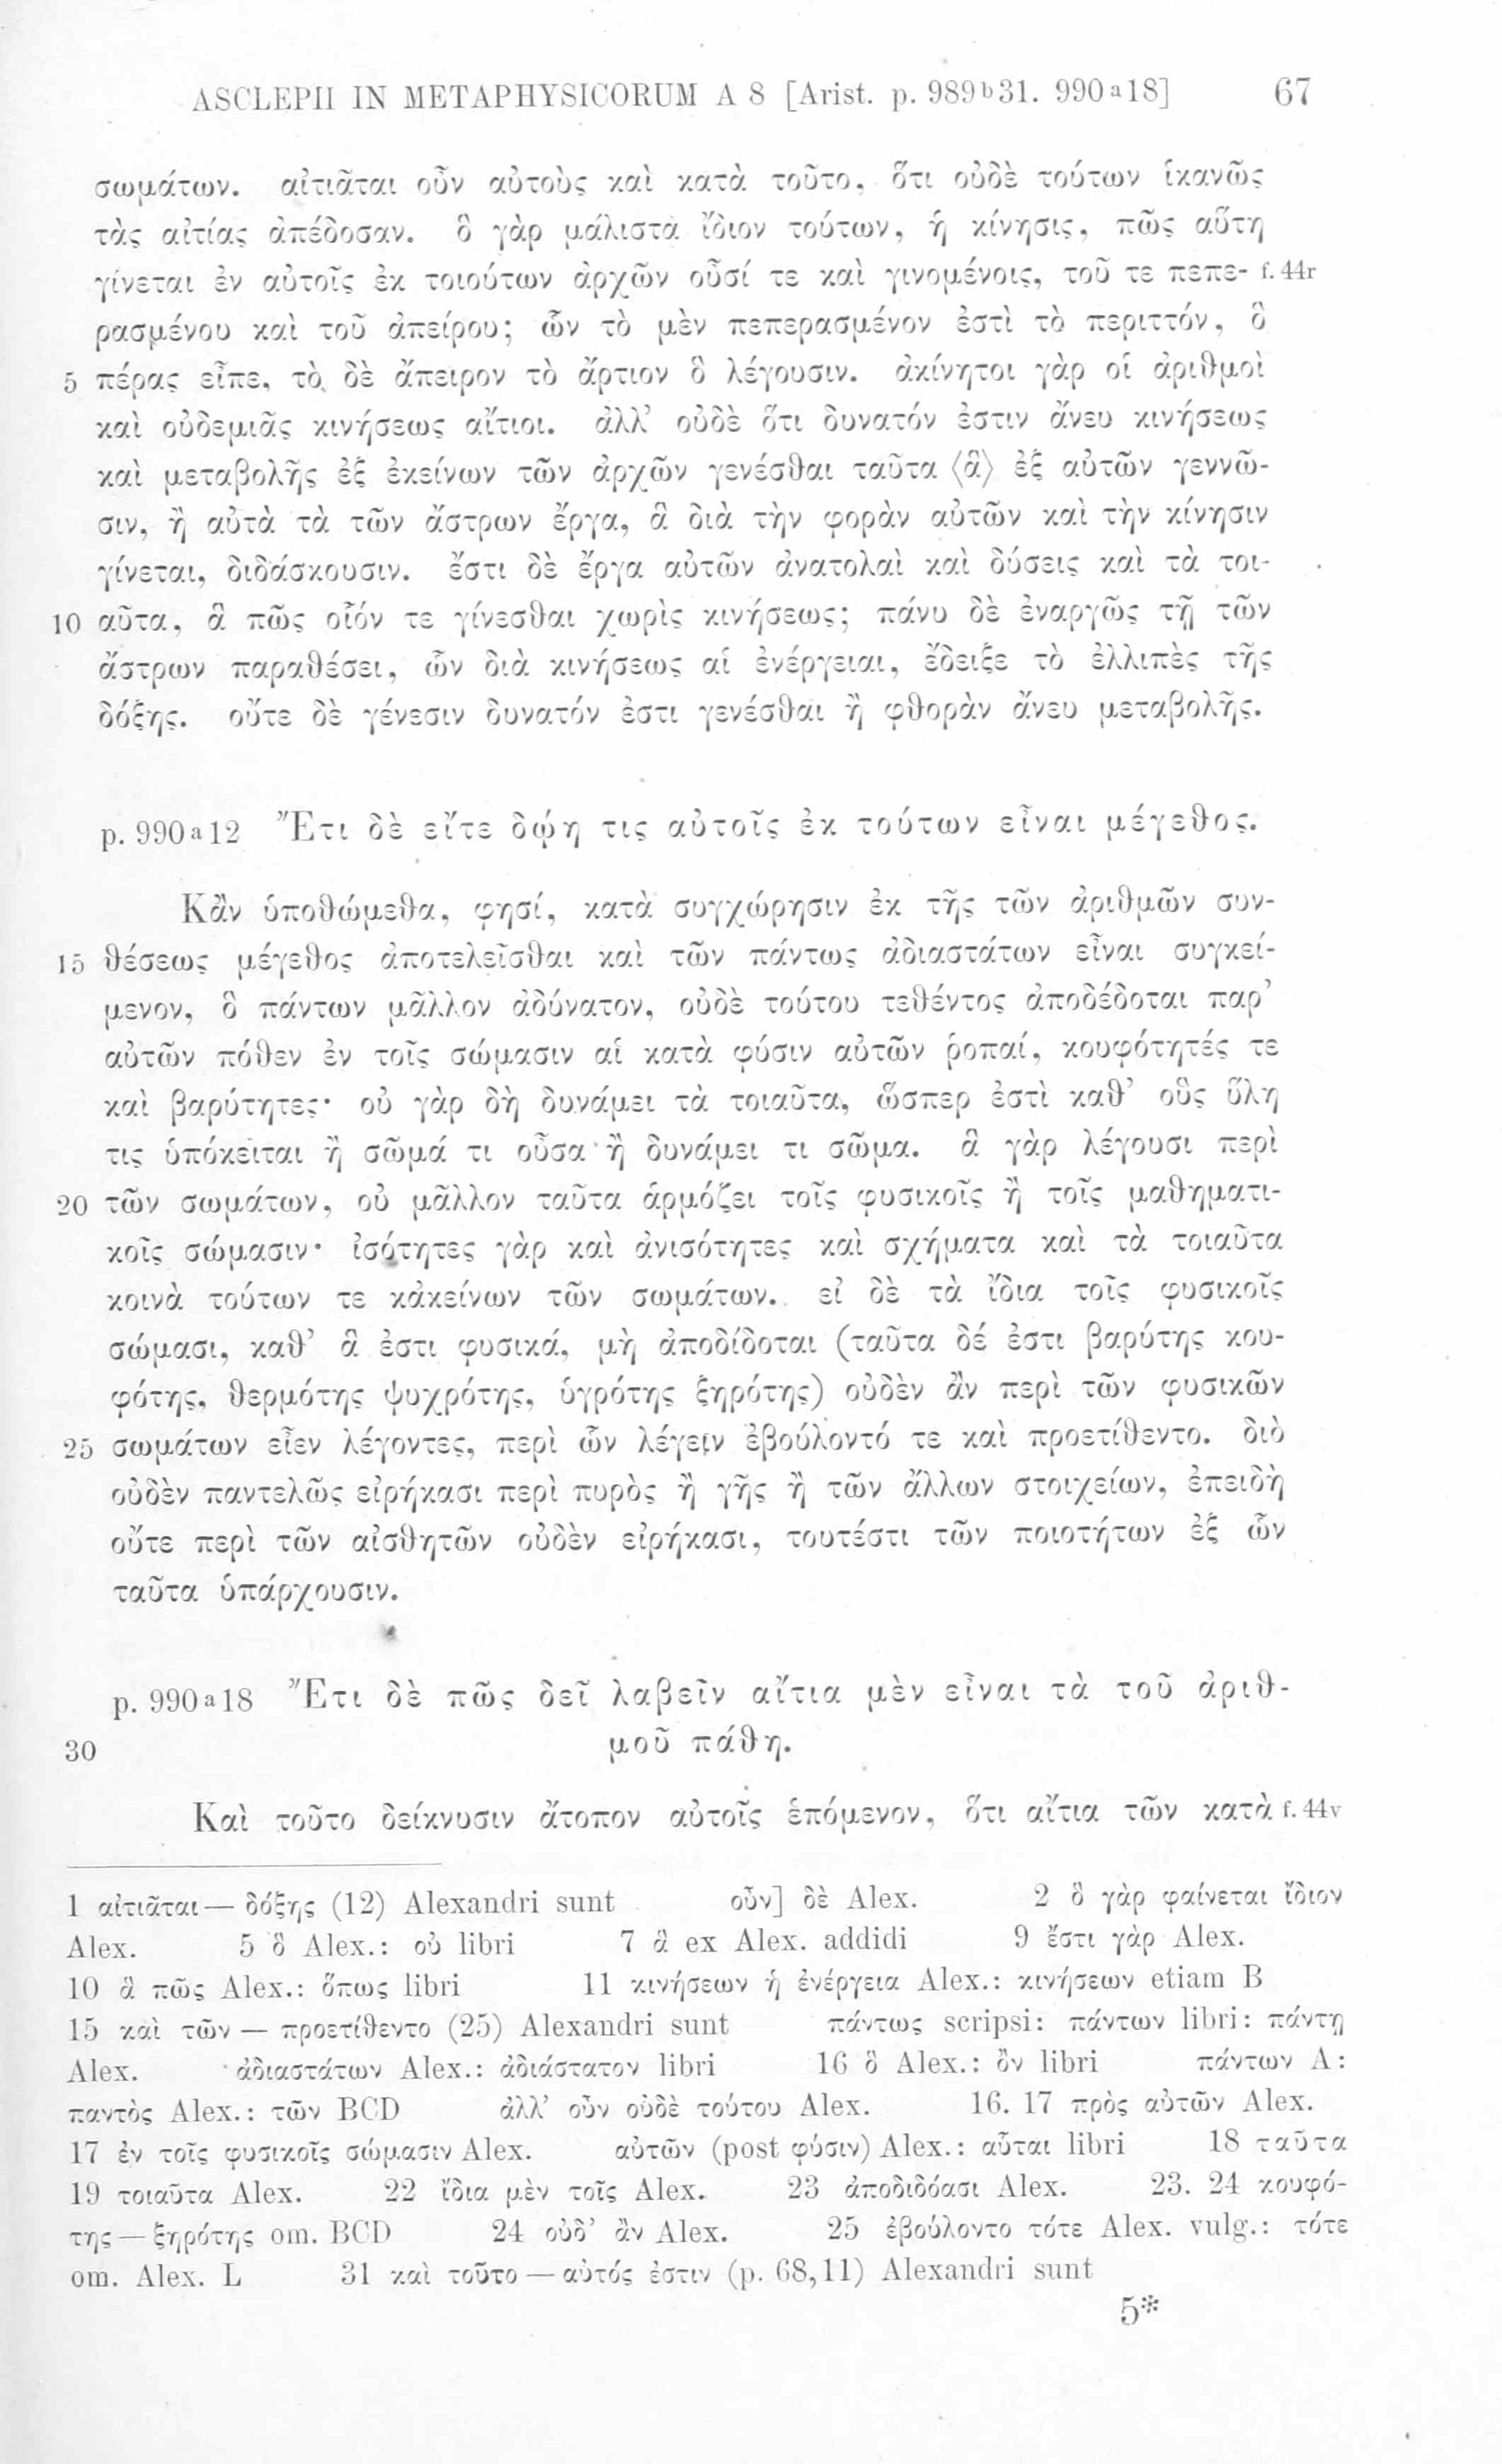 ASCLEPII IN METAPHYSICORUM A 8 [Arist. p. 989b31. 990a18] 67
σωμάτων. αἰτιᾶται οὖν αὐτοὺς καὶ κατὰ τοῦτο, ὅτι οὐδὲ τούτων ἱκανῶς
τὰς αἰτίας ἀπέδοσαν. ὃ γὰρ μάλιστα ἴδιον τούτων, ἡ κίνησις, πῶς αὕτη
γίνεται ἐν αὐτοῖς ἐκ τοιούτων ἀρχῶν οὖσί τε καὶ γινομένοις, τοῦ τε πεπε- f. 44r
ρασμένου καὶ τοῦ ἀπείρου; ὧν τὸ μὲν πεπερασμένον ἐστὶ τὸ περιττόν, ὃ
5 πέρας εἶπε, τὸ δὲ ἄπειρον τὸ ἄρτιον ὃ λέγουσιν. ἀκίνητοι γὰρ οἱ ἀριθμοὶ
καὶ οὐδεμιᾶς κινήσεως αἴτιοι. ἀλλ' οὐδὲ ὅτι δυνατόν ἐστιν ἄνευ κινήσεως
καὶ μεταβολῆς ἐξ ἐκείνων τῶν ἀρχῶν γενέσθαι ταῦτα ⟨ἃ⟩ ἐξ αὐτῶν γεννῶ-
σιν, ἢ αὐτὰ τὰ τῶν ἄστρων ἔργα, ἃ διὰ τὴν φορὰν αὐτῶν καὶ τὴν κίνησιν
γίνεται, διδάσκουσιν. ἔστι δὲ ἔργα αὐτῶν ἀνατολαὶ καὶ δύσεις καὶ τὰ τοι-
10 αῦτα, ἃ πῶς οἷόν τε γίνεσθαι χωρὶς κινήσεως; πάνυ δὲ ἐναργῶς τῇ τῶν
ἄστρων παραθέσει, ὧν διὰ κινήσεως αἱ ἐνέργειαι, ἔδειξε τὸ ἐλλιπὲς τῆς
δόξης. οὔτε δὲ γένεσιν δυνατόν ἐστι γενέσθαι ἢ φθορὰν ἄνευ μεταβολῆς.
p. 990a12 Ἔτι δὲ εἴτε δῴη τις αὐτοῖς ἐκ τούτων εἶναι μέγεθος.
Κἂν ὑποθώμεθα, φησί, κατὰ συγχώρησιν ἐκ τῆς τῶν ἀριθμῶν συν-
15 θέσεως μέγεθος ἀποτελεῖσθαι καὶ τῶν πάντως ἀδιαστάτων εἶναι συγκεί-
μενον, ὃ πάντων μᾶλλον ἀδύνατον, οὐδὲ τούτου τεθέντος ἀποδέδοται παρ'
αὐτῶν πόθεν ἐν τοῖς σώμασιν αἱ κατὰ φύσιν αὐτῶν ῥοπαί, κουφότητές τε
καὶ βαρύτητες· οὐ γὰρ δὴ δυνάμει τὰ τοιαῦτα, ὥσπερ ἐστὶ καθ' οὓς ὕλη
τις ὑπόκειται ἢ σῶμά τι οὖσα ἢ δυνάμει τι σῶμα. ἃ γὰρ λέγουσι περὶ
20 τῶν σωμάτων, οὐ μᾶλλον ταῦτα ἁρμόζει τοῖς φυσικοῖς ἢ τοῖς μαθηματι-
κοῖς σώμασιν· ἰσότητες γὰρ καὶ ἀνισότητες καὶ σχήματα καὶ τὰ τοιαῦτα
κοινὰ τούτων τε κἀκείνων τῶν σωμάτων. εἰ δὲ τὰ ἴδια τοῖς φυσικοῖς
σώμασι, καθ' ἃ ἐστι φυσικά, μὴ ἀποδίδοται (ταῦτα δέ ἐστι βαρύτης κου-
φότης, θερμότης ψυχρότης, ὑγρότης ξηρότης) οὐδὲν ἂν περὶ τῶν φυσικῶν
25 σωμάτων εἶεν λέγοντες, περὶ ὧν λέγειν ἐβούλοντό τε καὶ προετίθεντο. διὸ
οὐδὲν παντελῶς εἰρήκασι περὶ πυρὸς ἢ γῆς ἢ τῶν ἄλλων στοιχείων, ἐπειδὴ
οὔτε περὶ τῶν αἰσθητῶν οὐδὲν εἰρήκασι, τουτέστι τῶν ποιοτήτων ἐξ ὧν
ταῦτα ὑπάρχουσιν.
p. 990a18 Ἔτι δὲ πῶς δεῖ λαβεῖν αἴτια μὲν εἶναι τὰ τοῦ ἀριθ-
30 μοῦ πάθη.
Καὶ τοῦτο δείκνυσιν ἄτοπον αὐτοῖς ἑπόμενον, ὅτι αἴτια τῶν κατὰ f. 44v
1 αἰτιᾶται — δόξης (12) Alexandri sunt οὖν] δὲ Alex. 2 ὃ γὰρ φαίνεται ἴδιον
Alex. 5 ὃ Alex.: οὐ libri 7 ἃ ex Alex. addidi 9 ἔστι γὰρ Alex.
10 ἃ πῶς Alex.: ὅπως libri 11 κινήσεων ἡ ἐνέργεια Alex.: κινήσεων etiam B
15 καὶ τῶν — προετίθεντο (25) Alexandri sunt πάντως scripsi: πάντων libri: πάντῃ
Alex. ἀδιαστάτων Alex.: ἀδιάστατον libri 16 ὃ Alex.: ὃν libri πάντων A:
παντὸς Alex.: τῶν BCD ἀλλ' οὖν οὐδὲ τούτου Alex. 16. 17 πρὸς αὐτῶν Alex.
17 ἐν τοῖς φυσικοῖς σώμασιν Alex. αὐτῶν (post φύσιν) Alex.: αὗται libri 18 ταῦτα
19 τοιαῦτα Alex. 22 ἴδια μὲν τοῖς Alex. 23 ἀποδιδόασι Alex. 23. 24 κουφό-
της — ξηρότης om. BCD 24 οὐδ' ἂν Alex. 25 ἐβούλοντο τότε Alex. vulg.: τότε
om. Alex. L 31 καὶ τοῦτο — αὐτός ἐστιν (p. 68,11) Alexandri sunt
5*